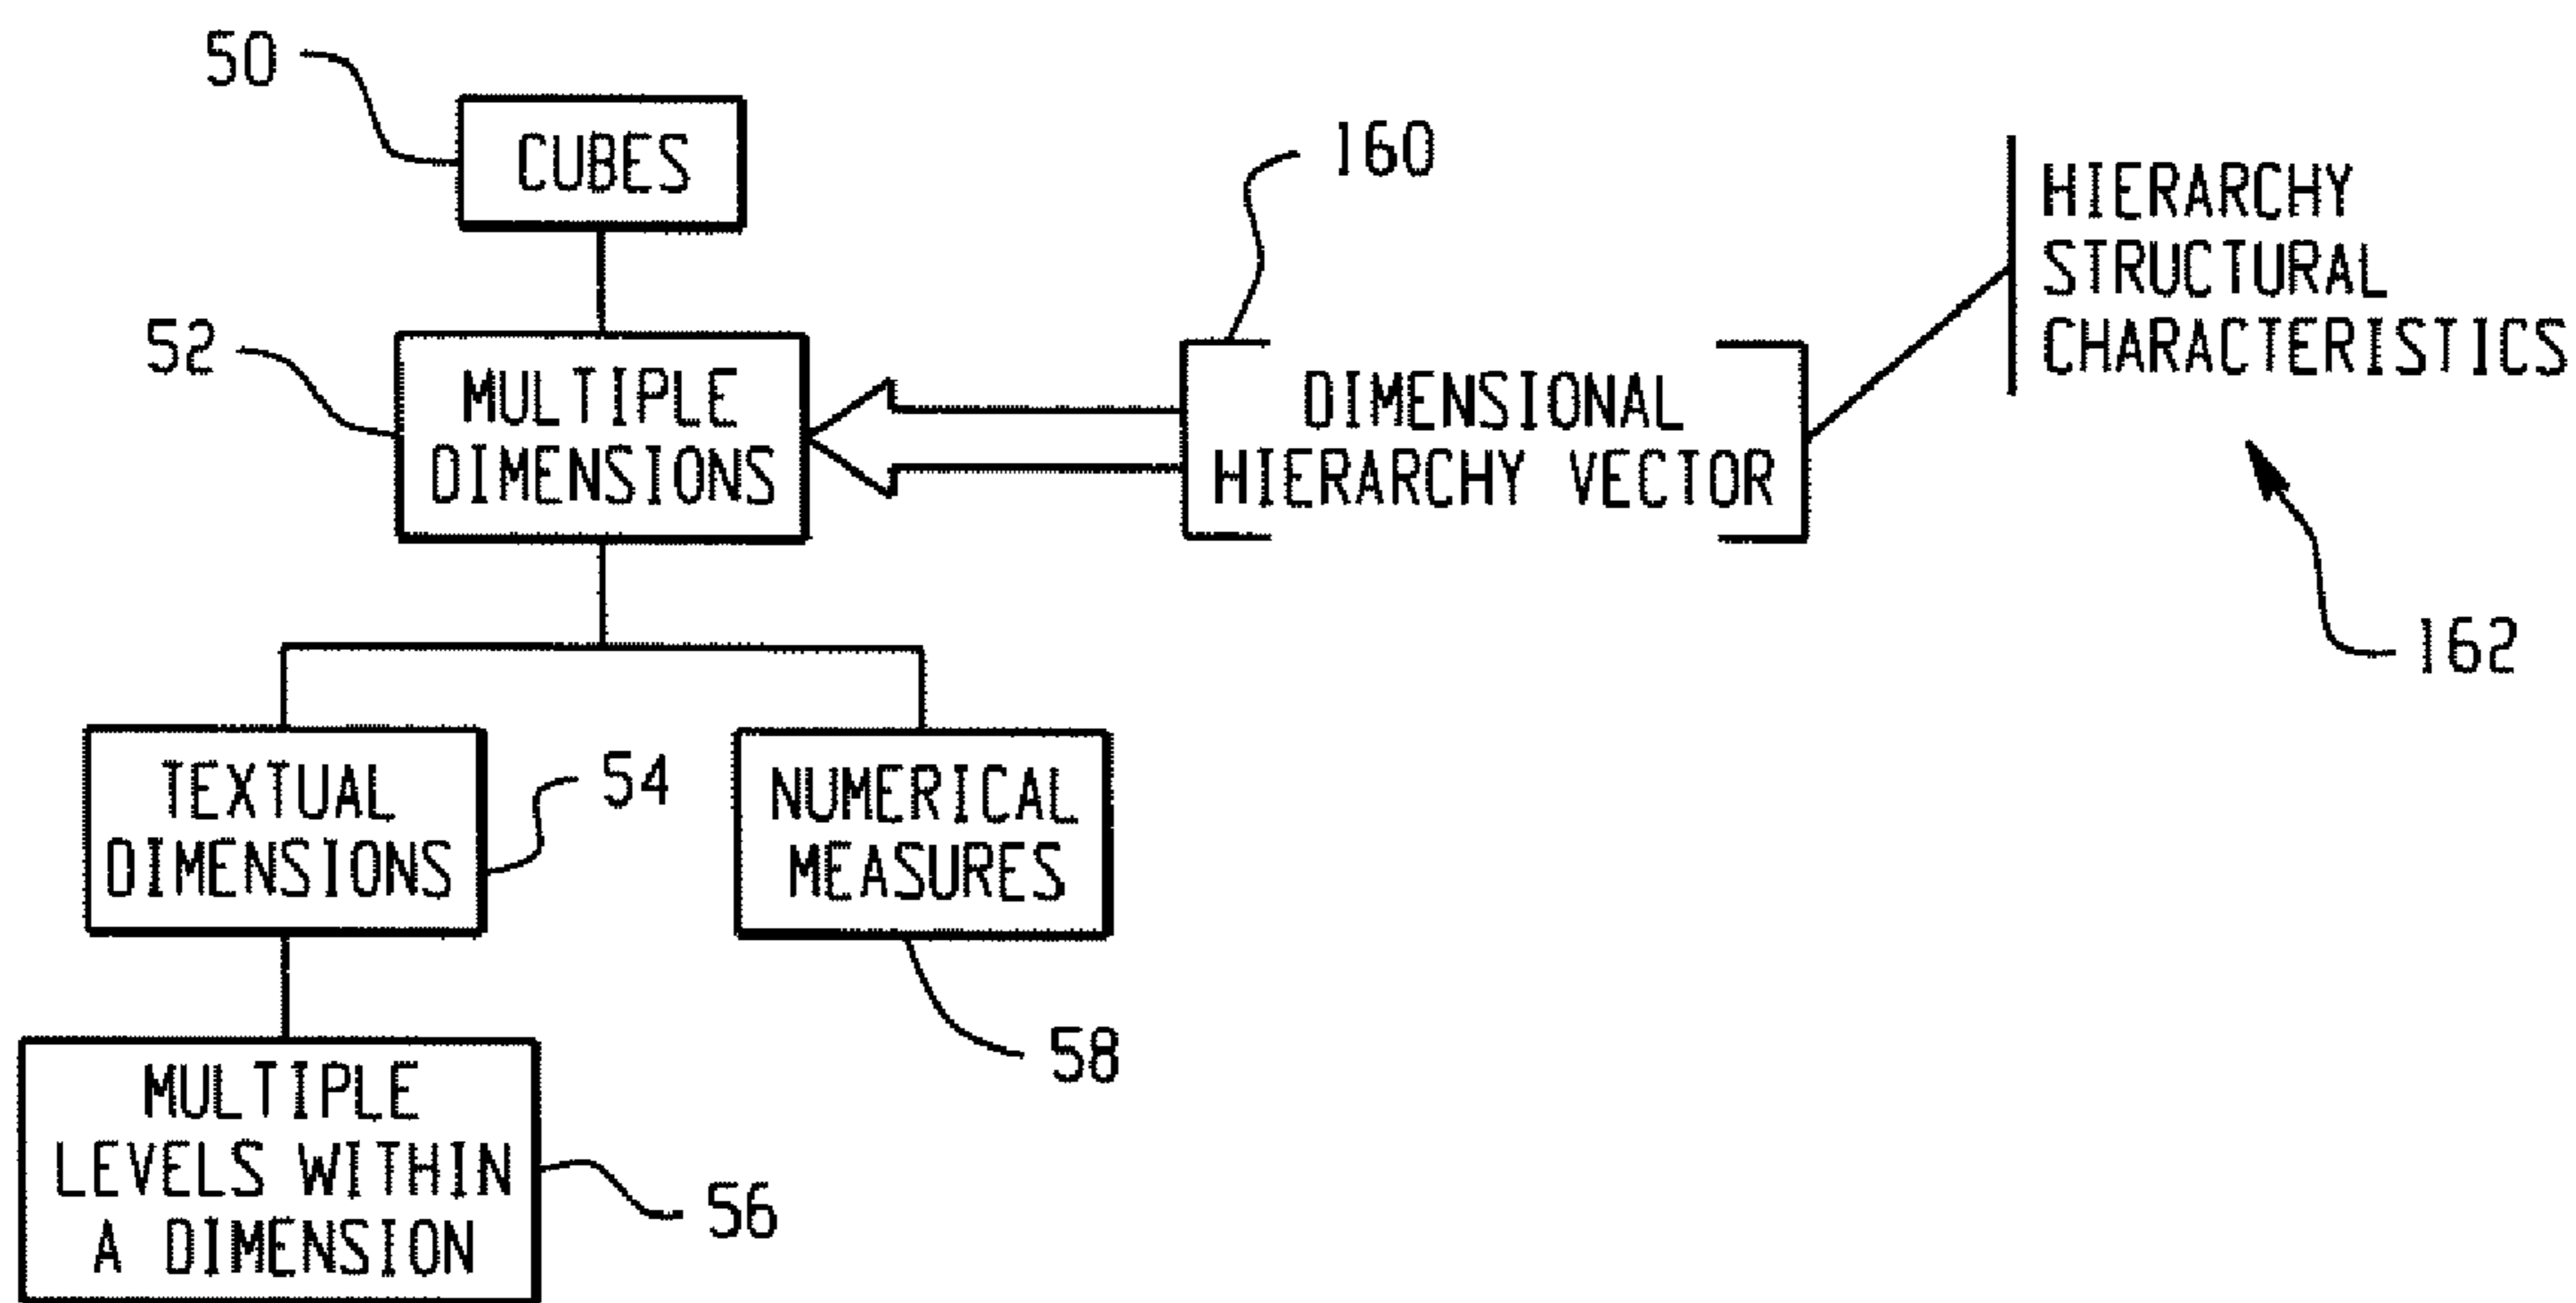 50
CUBES
160
HIERARCHY
STRUCTURAL
CHARACTERISTICS
52
MULTIPLE
DIMENSIONS
DIMENSIONAL
HIERARCHY VECTOR
162
TEXTUAL
DIMENSIONS
54
NUMERICAL
MEASURES
58
MULTIPLE
LEVELS WITHIN
A DIMENSION
56